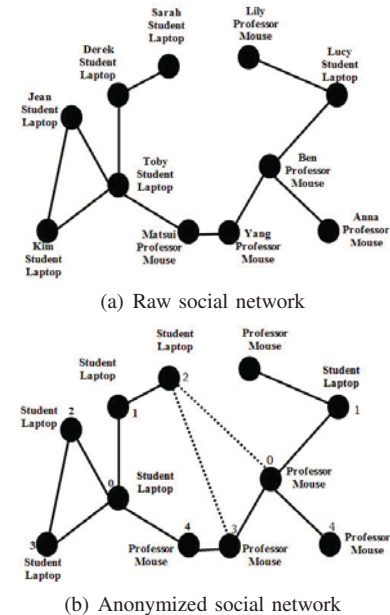 Sarah
Student
Laptop
Lily
Professor
Mouse
Derek
Student
Laptop
Lucy
Student
Laptop
Jean
Student
Laptop
Toby
Student
Laptop
Ben
Professor
Mouse
Kim
Student
Laptop
Matsui
Professor
Mouse
Yang
Professor
Mouse
Anna
Professor
Mouse
(a) Raw social network
Student
Laptop
2
Professor
Mouse
Student
Laptop
1
Student
Laptop
1
Student
Laptop
2
0
Student
Laptop
0
Professor
Mouse
3
Student
Laptop
4
Professor
Mouse
3
Professor
Mouse
4
Professor
Mouse
(b) Anonymized social network